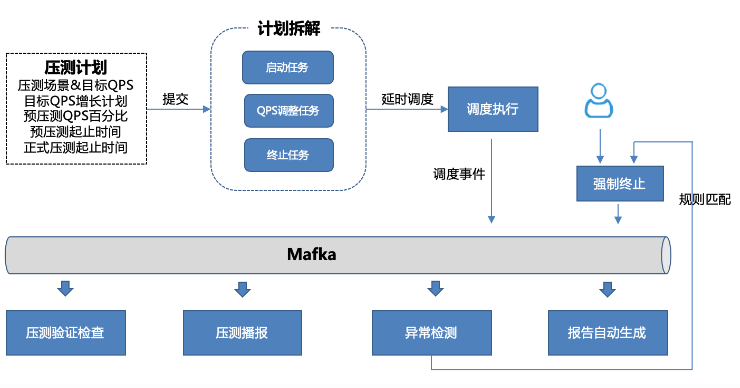 计划拆解
压测计划
压测场景&目标QPS
目标QPS增长计划
预压测QPS百分比
预压测起止时间
正式压测起止时间
提交
启动任务
QPS调整任务
终止任务
延时调度
调度执行
调度事件
强制终止
规则匹配
Mafka
压测验证检查
压测播报
异常检测
报告自动生成